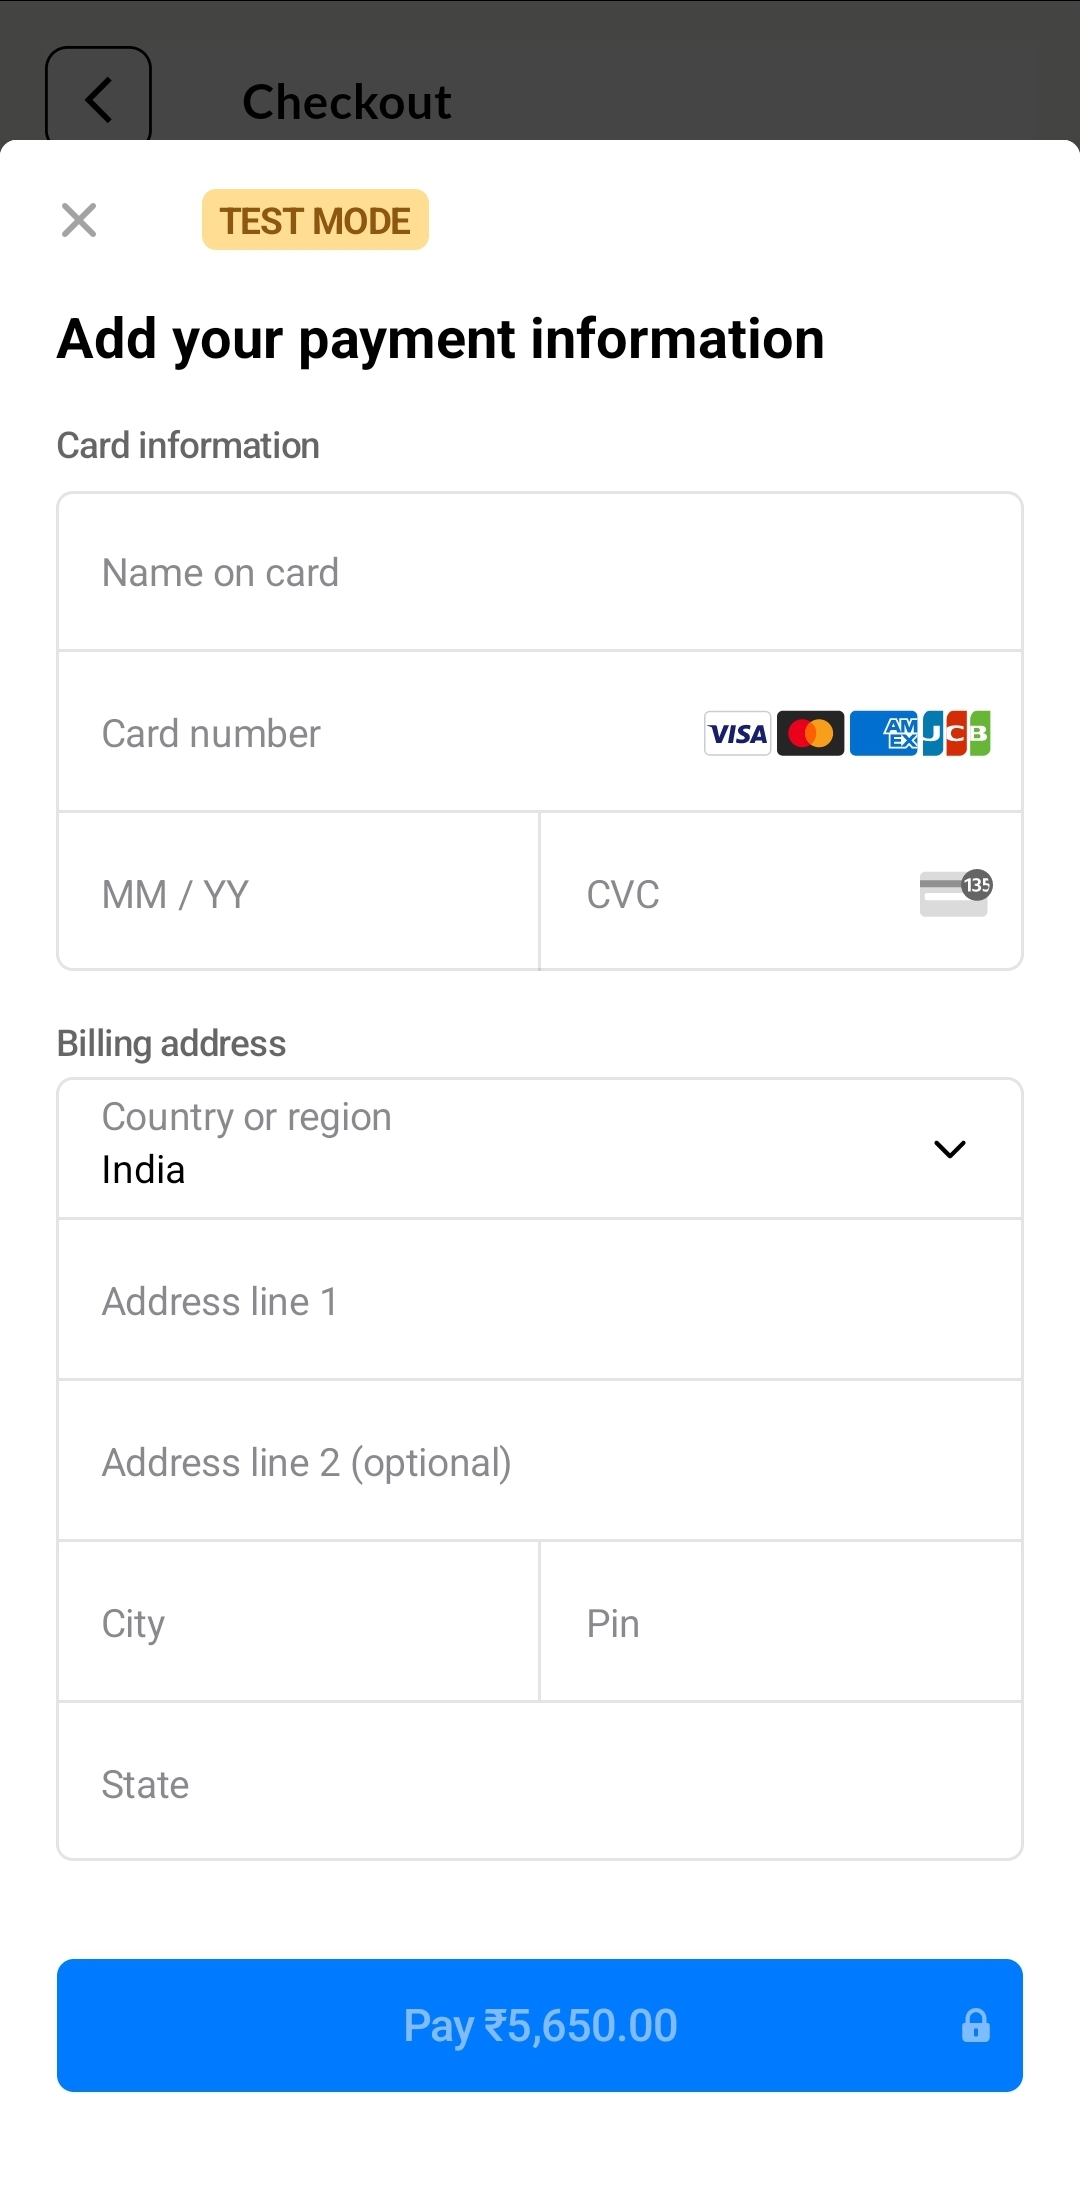 Checkout
TEST MODE
Add your payment information
Card information
Name on card
Card number VISA AM EX JCB
MM / YY CVC 135
Billing address
Country or region
India
Address line 1
Address line 2 (optional)
City Pin
State
Pay ₹5,650.00